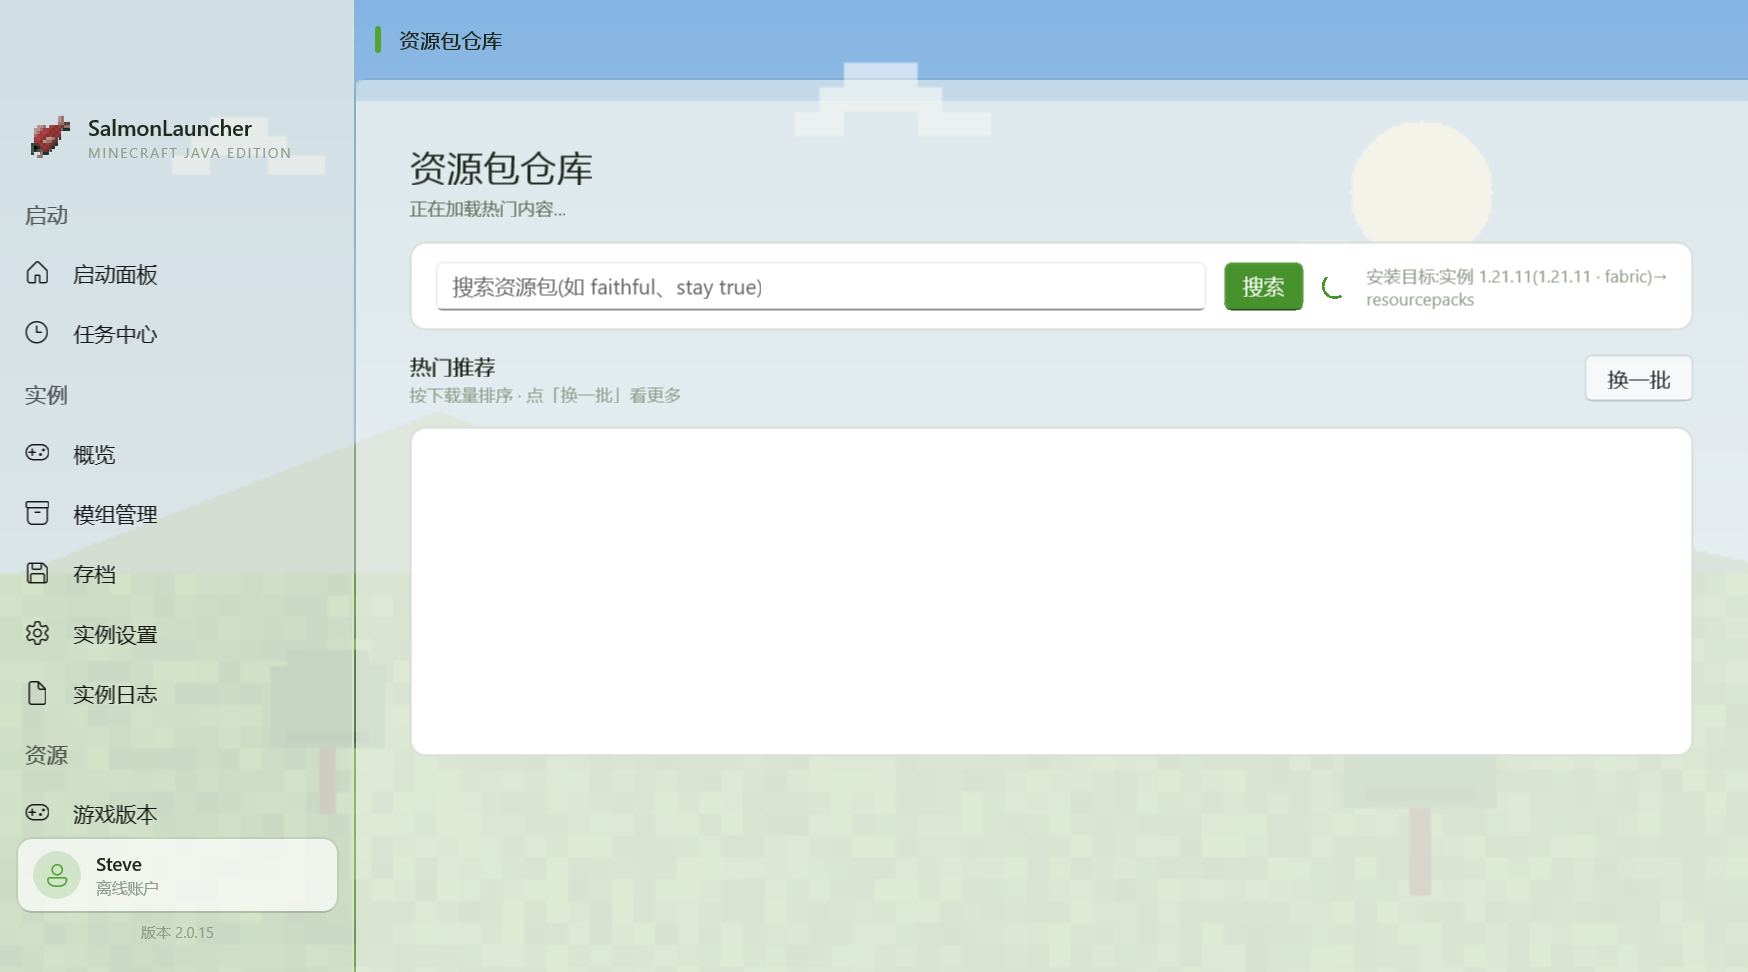 资源包仓库
SalmonLauncher
MINECRAFT JAVA EDITION
启动
启动面板
任务中心
实例
概览
模组管理
存档
实例设置
实例日志
资源
游戏版本
Steve
离线账户
版本 2.0.15
资源包仓库
正在加载热门内容...
搜索资源包(如 faithful、stay true)
搜索
安装目标:实例 1.21.11(1.21.11 · fabric)→
resourcepacks
热门推荐
按下载量排序 · 点「换一批」看更多
换一批